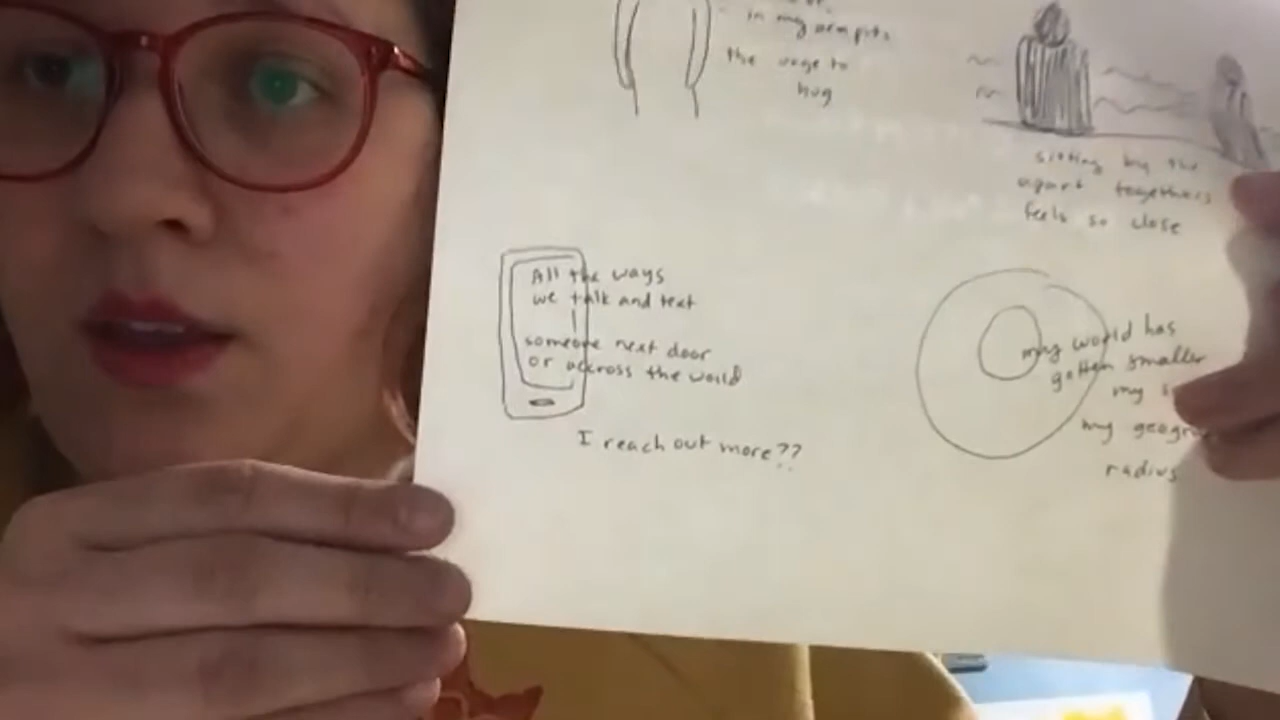 in my armpits
the urge to
hug
sitting by the
apart togethers
feels so close
All the ways
we talk and text
someone next door
or accross the world
I reach out more??
my world has
gotten smaller
my
my
radius